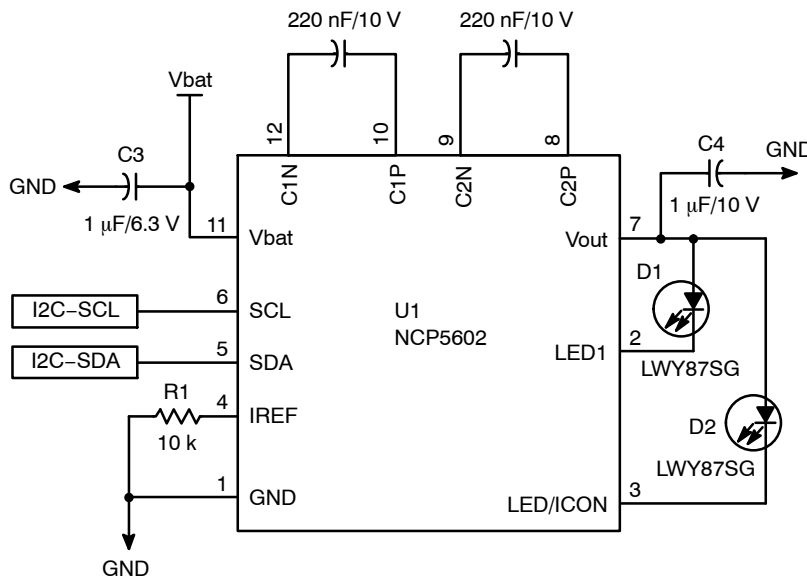 220 nF/10 V
220 nF/10 V
Vbat
12
10
9
8
C3
C4
GND
GND
C1N
C1P
C2N
C2P
1 μF/6.3 V
1 μF/10 V
11
Vbat
7
Vout
D1
I2C–SCL
6
SCL
U1
NCP5602
2
LED1
I2C–SDA
5
SDA
LWY87SG
R1
4
IREF
10 k
D2
LWY87SG
1
GND
3
LED/ICON
GND